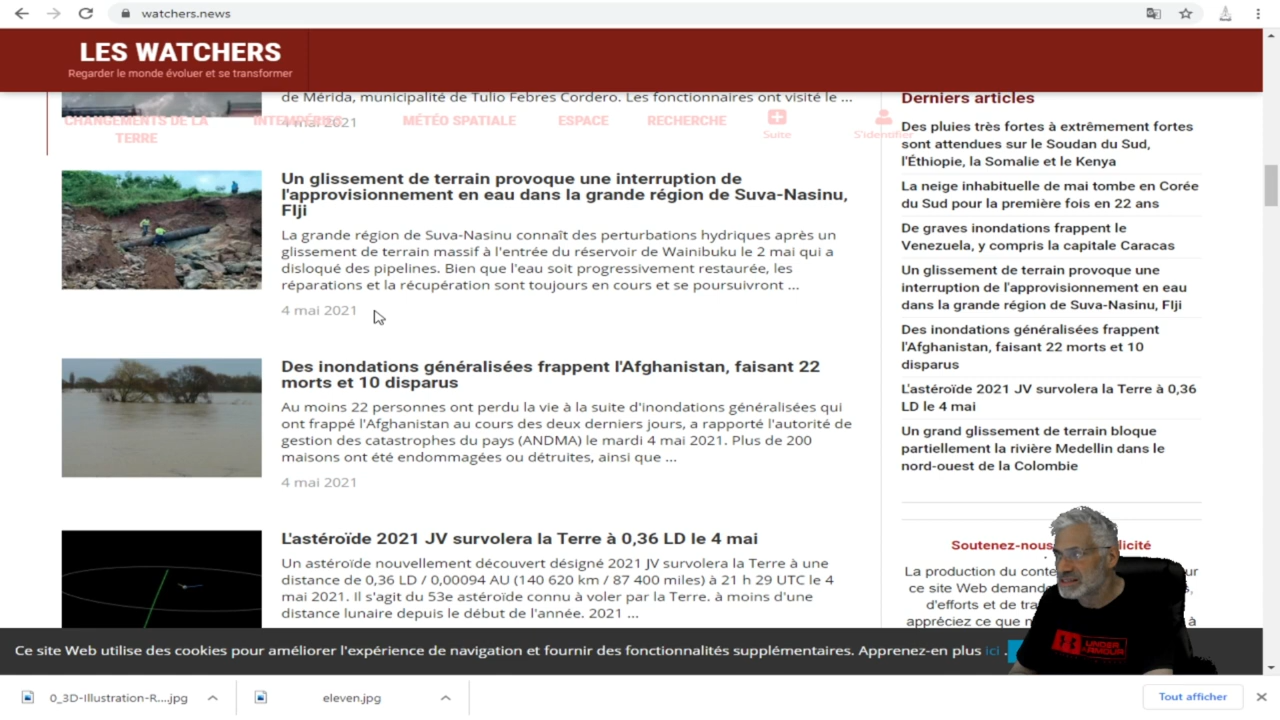 watchers.news
LES WATCHERS
Regarder le monde évoluer et se transformer
de Mérida, municipalité de Tulio Febres Cordero. Les fonctionnaires ont visité le ...
4 mai 2021
CHANGEMENTS DE LA TERRE
INTEMPÉRIES
MÉTÉO SPATIALE
ESPACE
RECHERCHE
Suite
S'identifier
Un glissement de terrain provoque une interruption de
l'approvisionnement en eau dans la grande région de Suva-Nasinu,
FIji
La grande région de Suva-Nasinu connaît des perturbations hydriques après un
glissement de terrain massif à l'entrée du réservoir de Wainibuku le 2 mai qui a
disloqué des pipelines. Bien que l'eau soit progressivement restaurée, les
réparations et la récupération sont toujours en cours et se poursuivront ...
4 mai 2021
Des inondations généralisées frappent l'Afghanistan, faisant 22
morts et 10 disparus
Au moins 22 personnes ont perdu la vie à la suite d'inondations généralisées qui
ont frappé l'Afghanistan au cours des deux derniers jours, a rapporté l'autorité de
gestion des catastrophes du pays (ANDMA) le mardi 4 mai 2021. Plus de 200
maisons ont été endommagées ou détruites, ainsi que ...
4 mai 2021
L'astéroïde 2021 JV survolera la Terre à 0,36 LD le 4 mai
Un astéroïde nouvellement découvert désigné 2021 JV survolera la Terre à une
distance de 0,36 LD / 0,00094 AU (140 620 km / 87 400 miles) à 21 h 29 UTC le 4
mai 2021. Il s'agit du 53e astéroïde connu à voler par la Terre. à moins d'une
distance lunaire depuis le début de l'année. 2021 ...
Derniers articles
Des pluies très fortes à extrêmement fortes
sont attendues sur le Soudan du Sud,
l'Éthiopie, la Somalie et le Kenya
La neige inhabituelle de mai tombe en Corée
du Sud pour la première fois en 22 ans
De graves inondations frappent le
Venezuela, y compris la capitale Caracas
Un glissement de terrain provoque une
interruption de l'approvisionnement en eau
dans la grande région de Suva-Nasinu, FIji
Des inondations généralisées frappent
l'Afghanistan, faisant 22 morts et 10
disparus
L'astéroïde 2021 JV survolera la Terre à 0,36
LD le 4 mai
Un grand glissement de terrain bloque
partiellement la rivière Medellin dans le
nord-ouest de la Colombie
Soutenez-nous
La production du
ce site Web
d'efforts et de
appréciez ce que
UNDER ARMOUR
Ce site Web utilise des cookies pour améliorer l'expérience de navigation et fournir des fonctionnalités supplémentaires. Apprenez-en plus ici .
0_3D-Illustration-R....jpg
eleven.jpg
Tout afficher